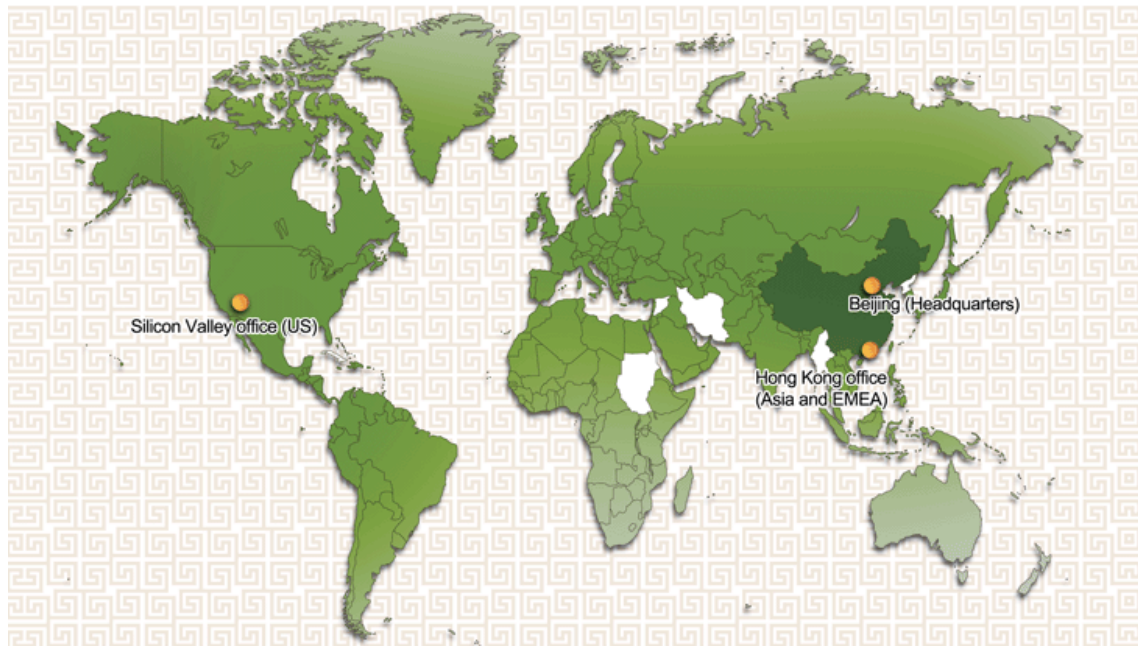 Silicon Valley office (US)
Beijing (Headquarters)
Hong Kong office
(Asia and EMEA)